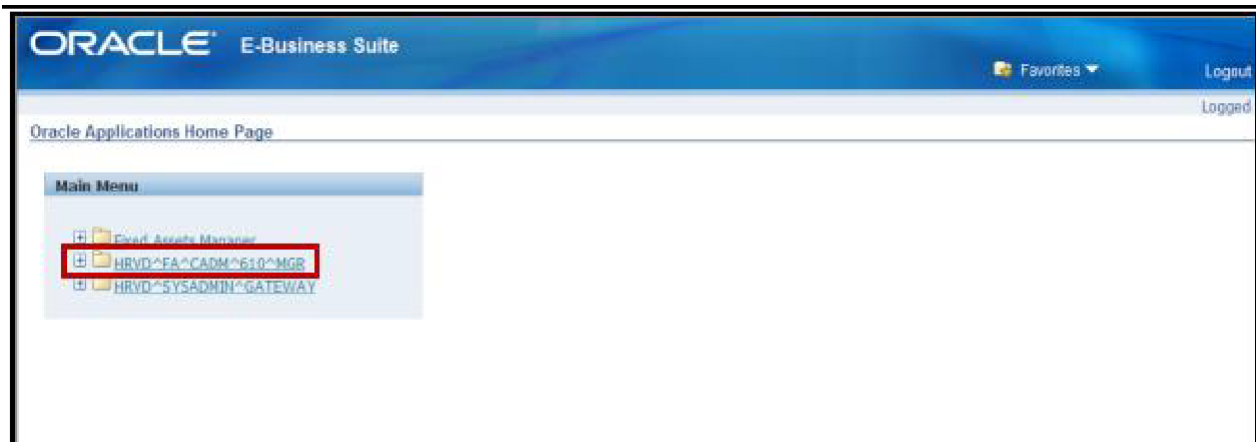 ORACLE E-Business Suite
Favorites Logout
Logged
Oracle Applications Home Page
Main Menu
Fixed Assets Manager
HRVD^FA^CADM^610^MGR
HRVD^SYSADMIN^GATEWAY